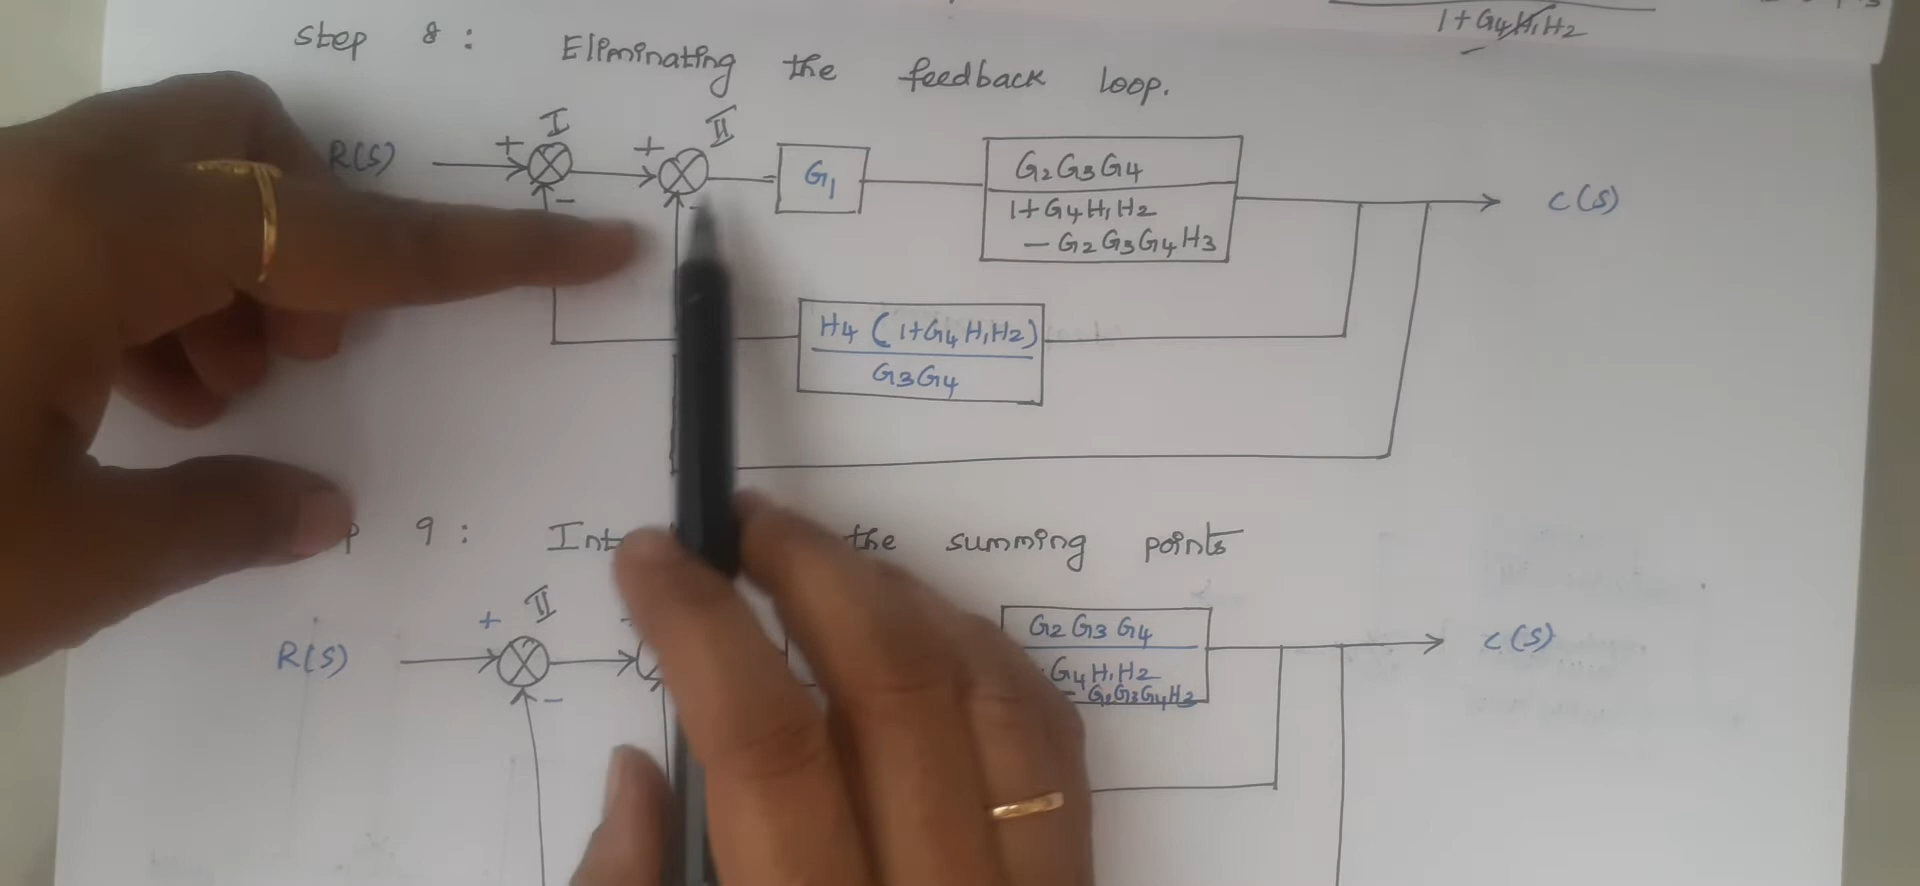 1+G4H1H2
Step 8: Eliminating the feedback loop.
I
II
R(S) + + G1 G2G3G4 C(S)
- -
1+G4H1H2
- G2G3G4H3
H4 (1+G4H1H2)
G3G4
9: the summing points
+ II
R(S) G2G3G4 C(S)
-
G4H1H2
- G2G3G4H3